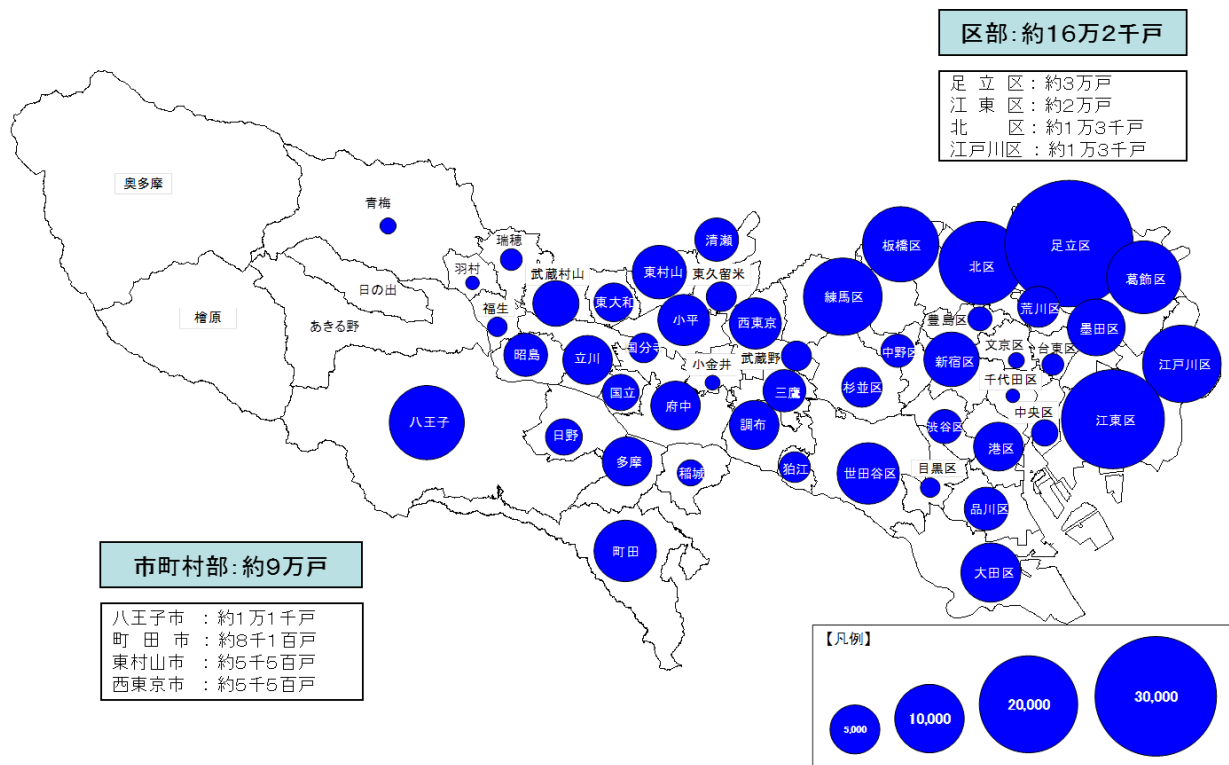 区部：約16万2千戸
足 立 区：約3万戸
江 東 区：約2万戸
北　　区：約1万3千戸
江戸川区：約1万3千戸
奥多摩
青梅
瑞穂
羽村
日の出
檜原
あきる野
福生
武蔵村山
東大和
東村山
清瀬
東久留米
小平
西東京
昭島
立川
国分寺
武蔵野
小金井
国立
府中
三鷹
調布
八王子
日野
多摩
稲城
狛江
町田
板橋区
北区
足立区
葛飾区
練馬区
豊島区
荒川区
墨田区
中野区
新宿区
文京区
台東区
江戸川区
杉並区
千代田区
中央区
江東区
渋谷区
港区
世田谷区
目黒区
品川区
大田区
市町村部：約9万戸
八王子市 ：約1万1千戸
町 田 市 ：約8千1百戸
東村山市 ：約5千5百戸
西東京市 ：約5千5百戸
【凡例】
5,000
10,000
20,000
30,000